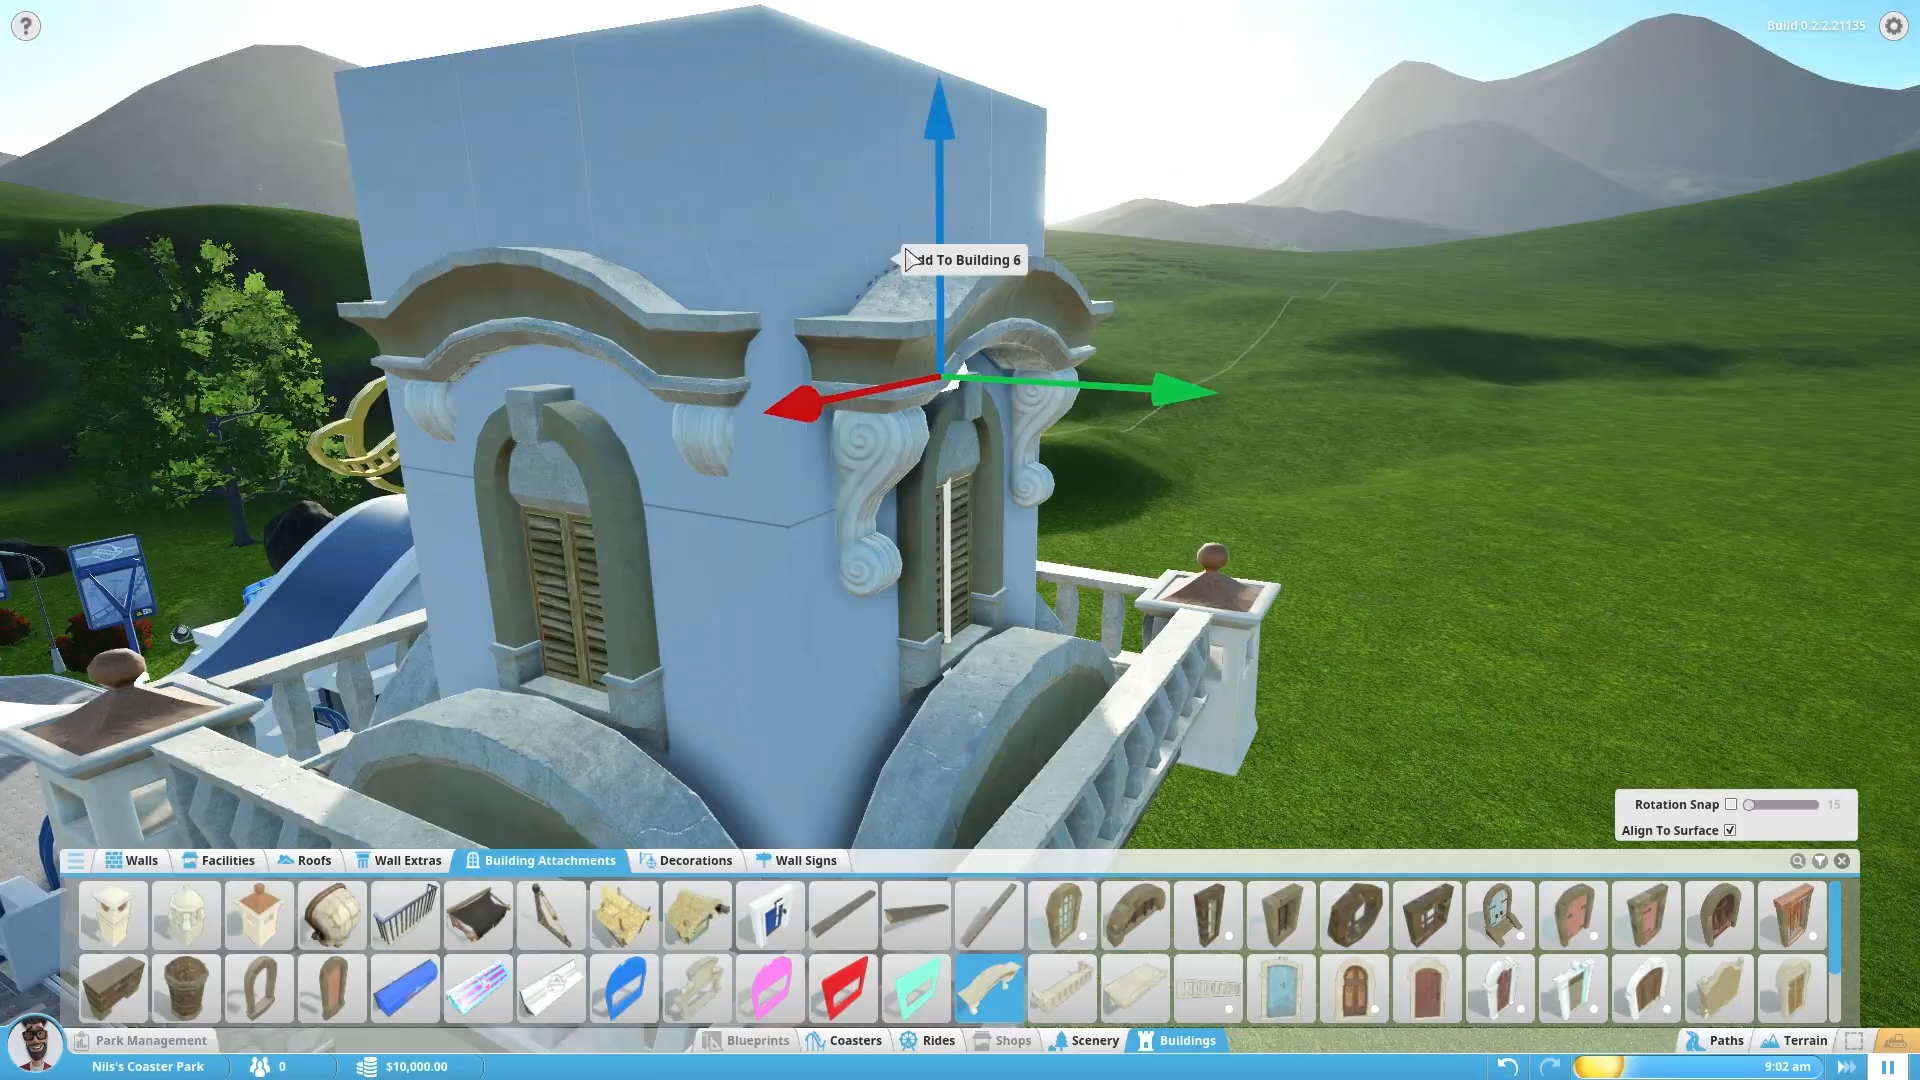 ?
Build 0.2.2.21135
dd To Building 6
Rotation Snap 15
Align To Surface
Walls Facilities Roofs Wall Extras Building Attachments Decorations Wall Signs
Park Management Blueprints Coasters Rides Shops Scenery Buildings Paths Terrain
Nils's Coaster Park 0 $10,000.00 9:02 am